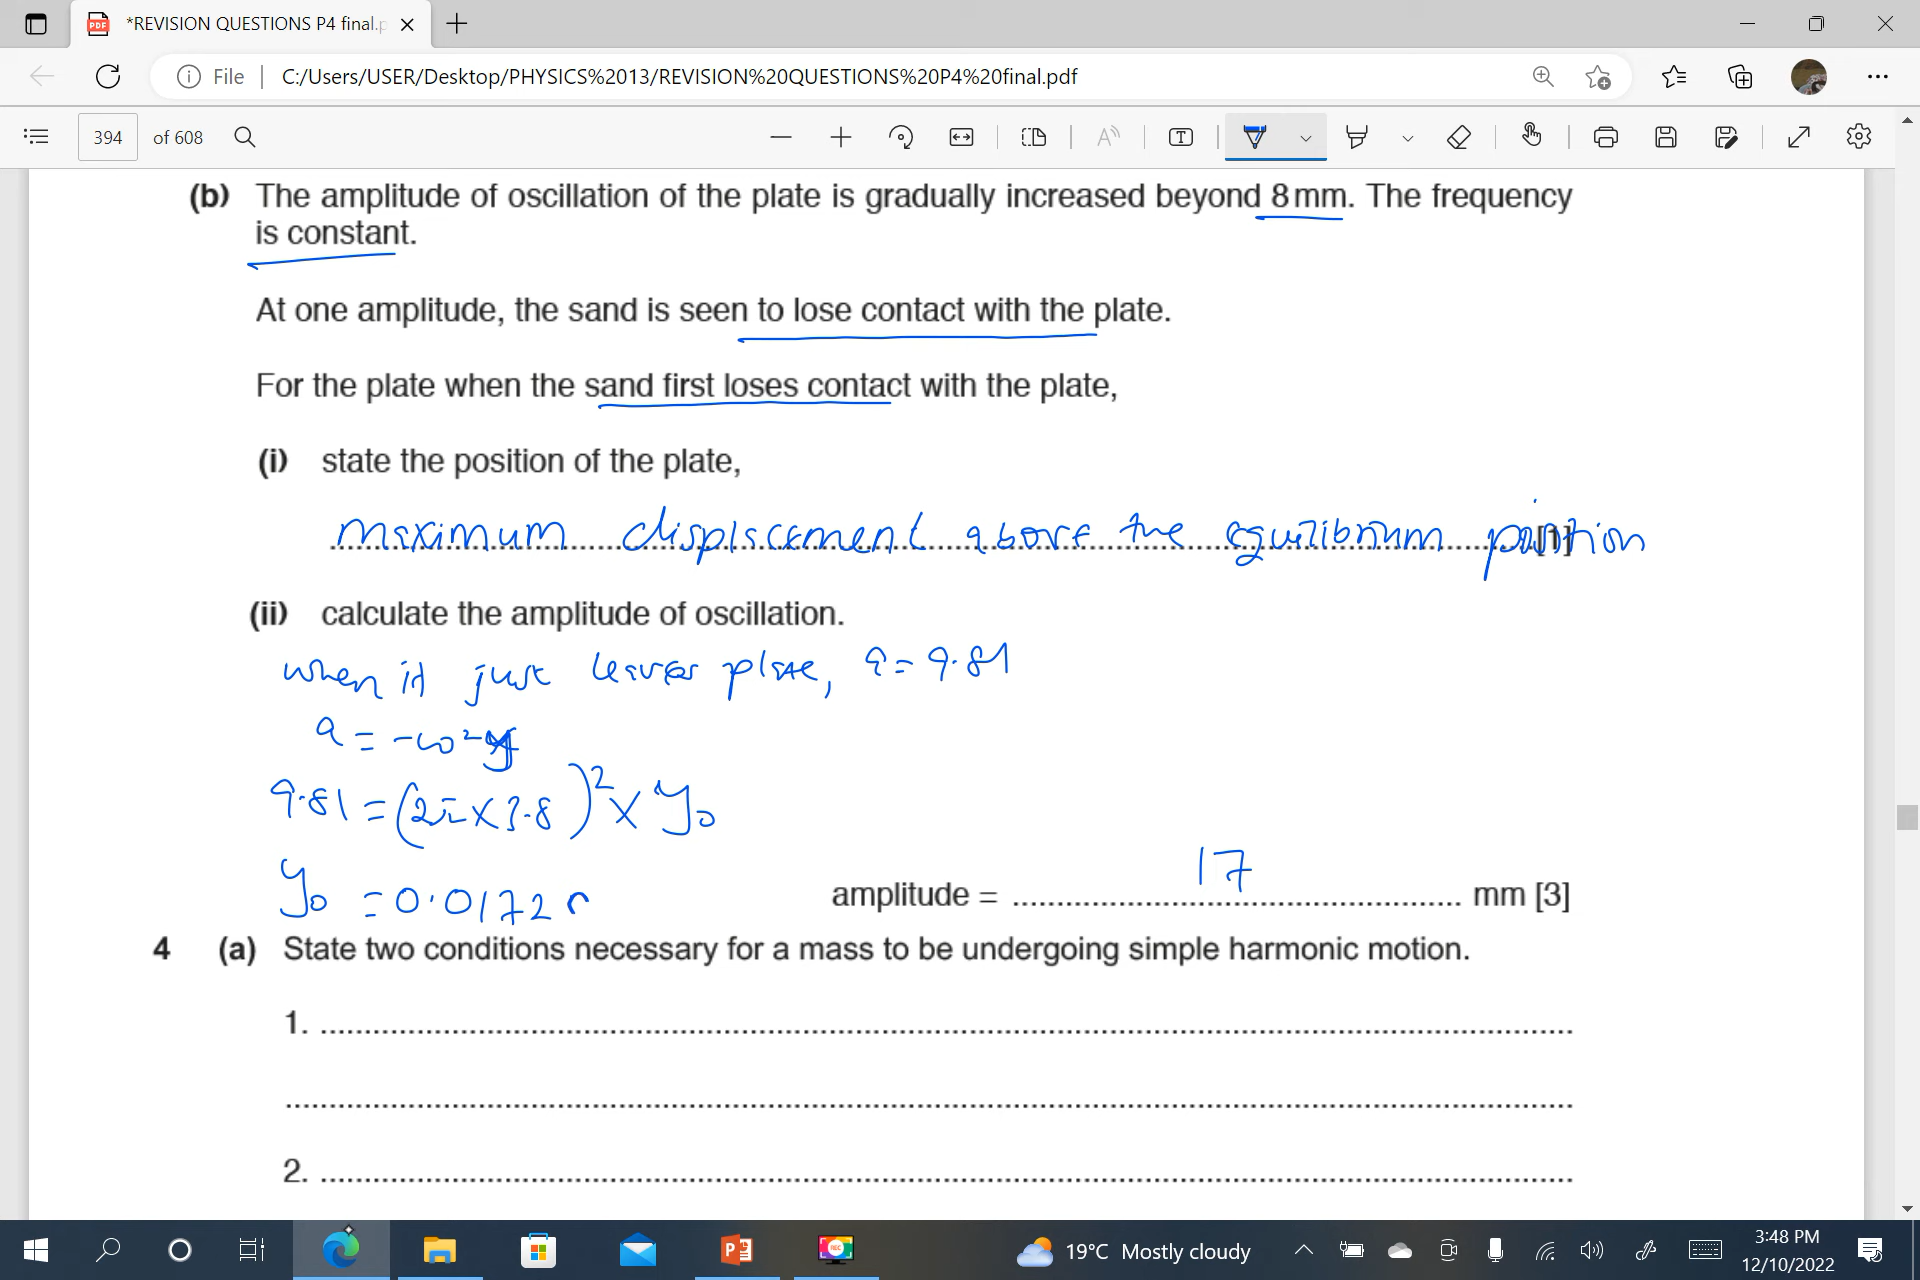 *REVISION QUESTIONS P4 final.p
File
C:/Users/USER/Desktop/PHYSICS%2013/REVISION%20QUESTIONS%20P4%20final.pdf
394 of 608
(b) The amplitude of oscillation of the plate is gradually increased beyond 8 mm. The frequency
is constant.
At one amplitude, the sand is seen to lose contact with the plate.
For the plate when the sand first loses contact with the plate,
(i) state the position of the plate,
maximum displacement above the equilibrium position [1]
(ii) calculate the amplitude of oscillation.
when it just leaves plate, a = 9.81
a = -ω²y
9.81 = (2π × 3.8)² × y₀
y₀ = 0.0172
17
amplitude = ........................ mm [3]
4 (a) State two conditions necessary for a mass to be undergoing simple harmonic motion.
1. ........................
........................
2. ........................
19°C Mostly cloudy
3:48 PM
12/10/2022